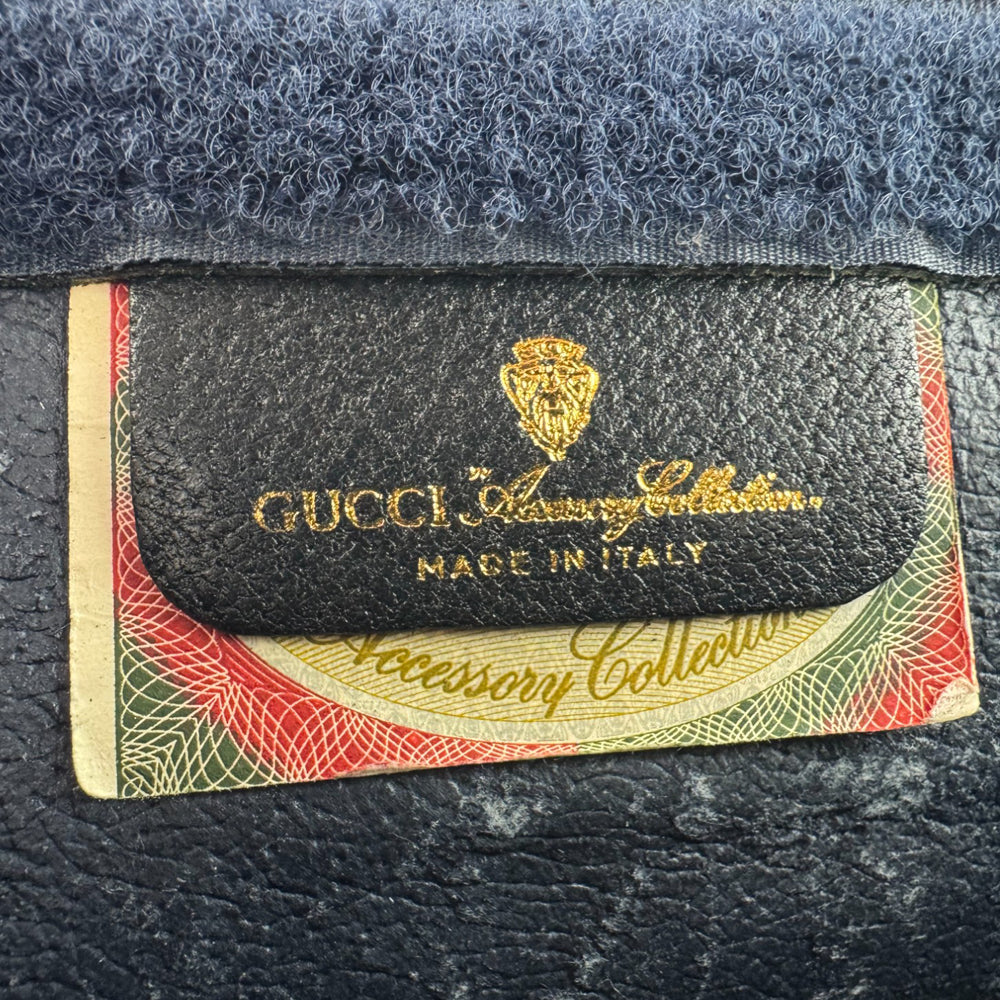 GUCCI "Accessory Collection"
MADE IN ITALY
Accessory Collection